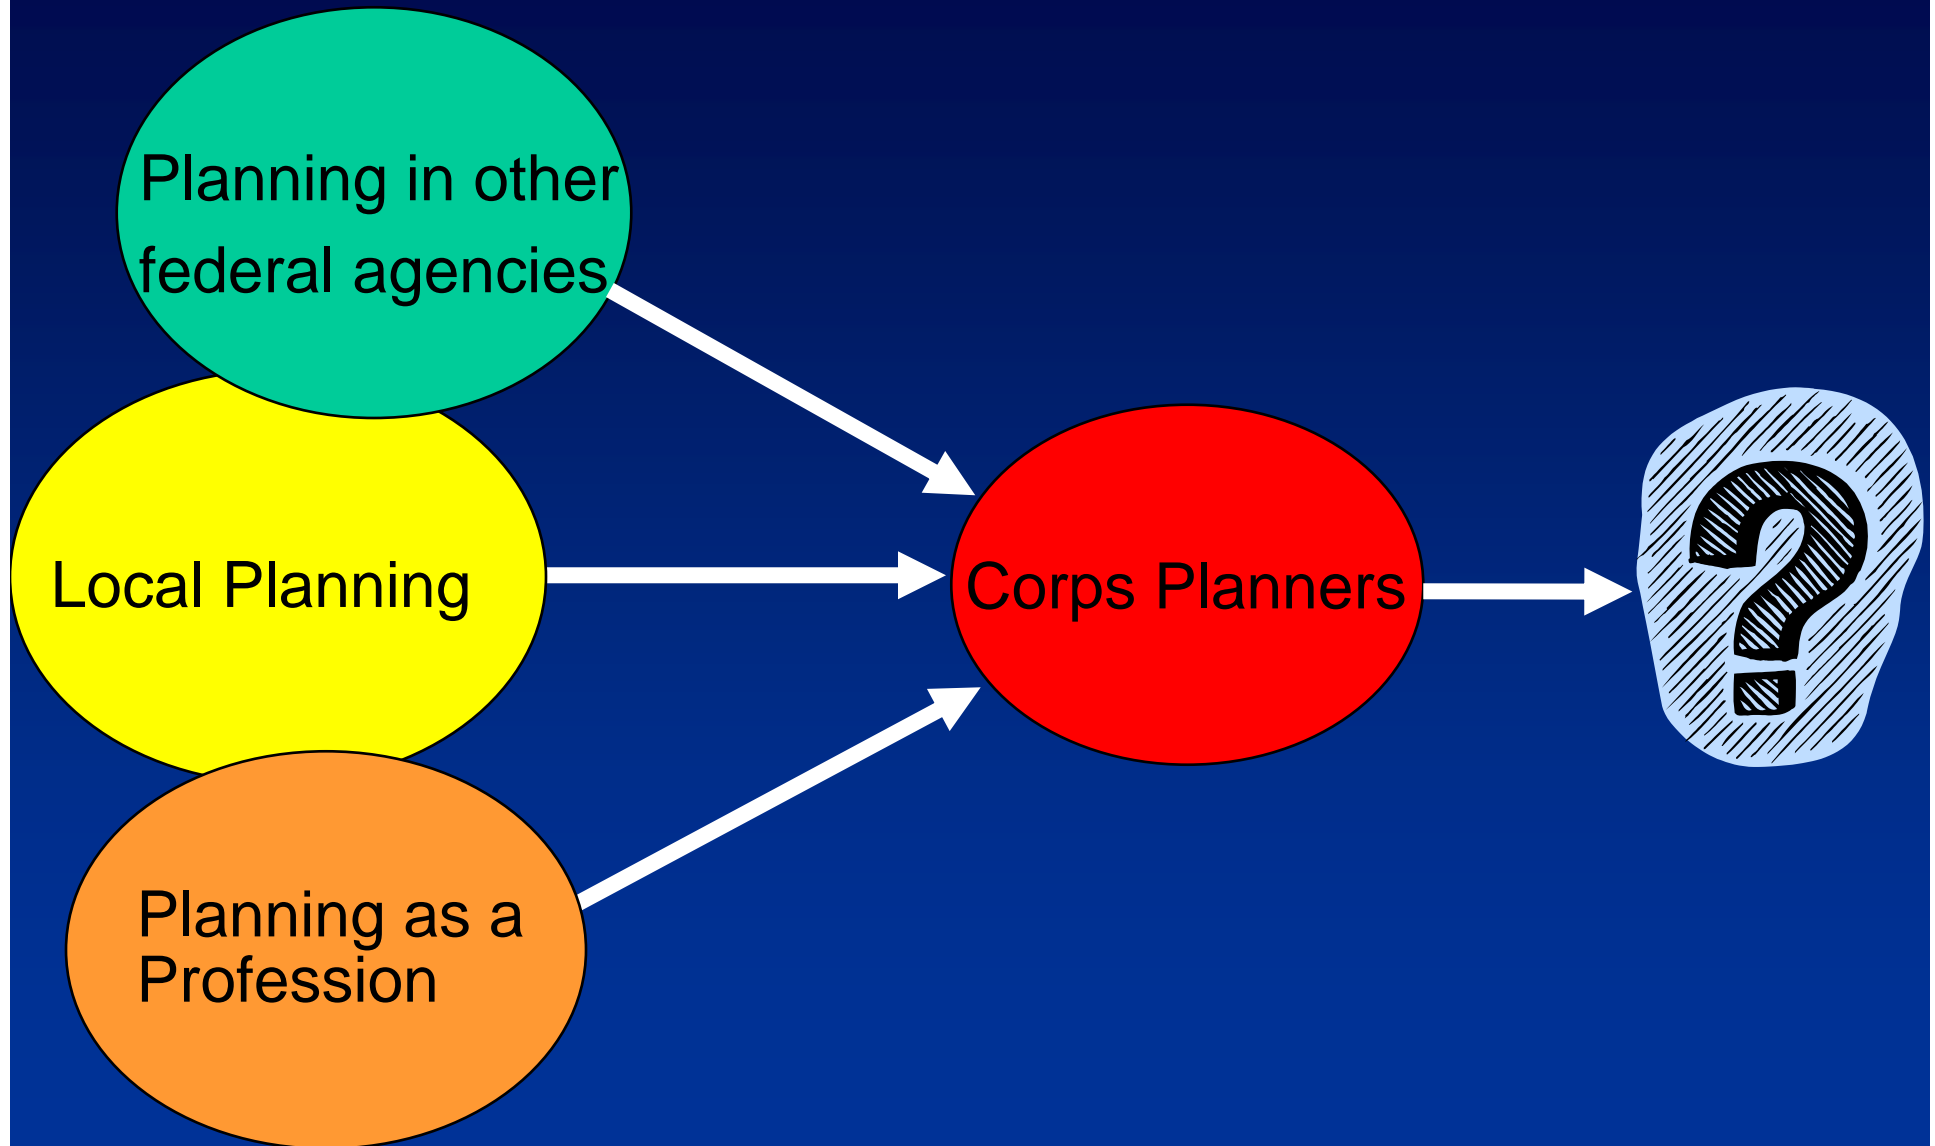 Planning in other
federal agencies
Local Planning
Corps Planners
?
Planning as a
Profession